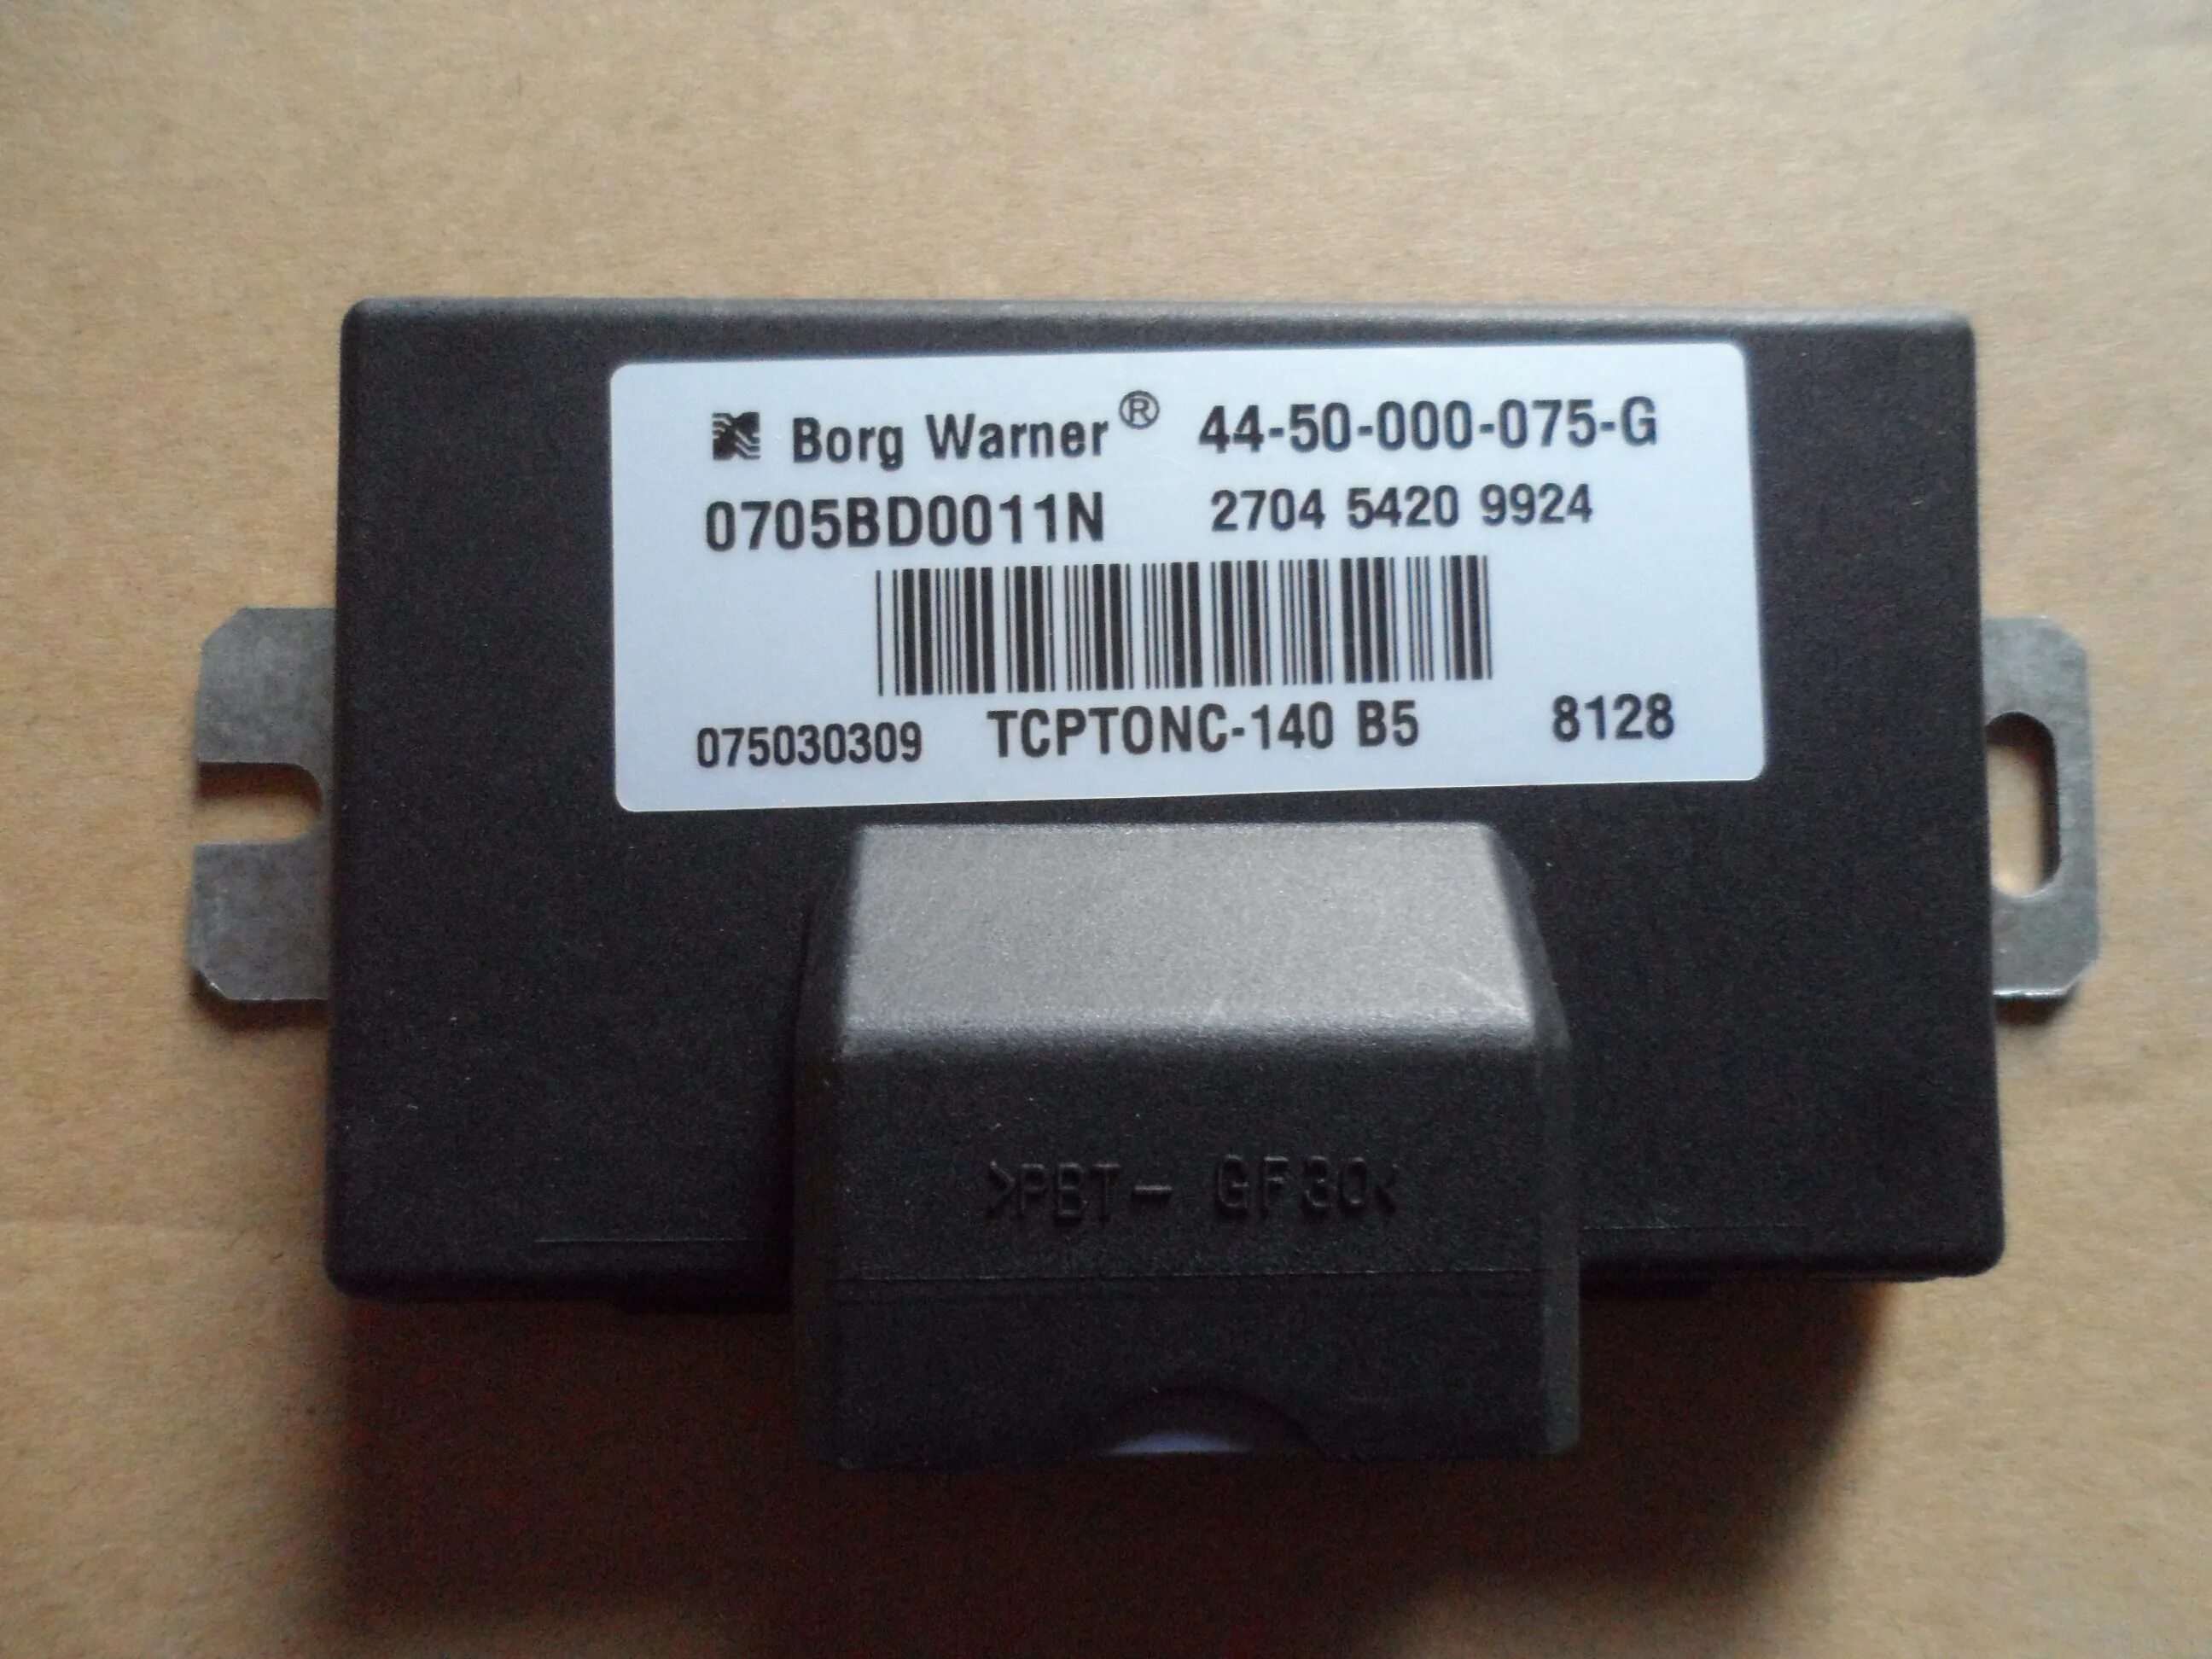 Borg Warner® 44-50-000-075-G
0705BD0011N 2704 5420 9924
075030309 TCPTONC-140 B5 8128
>PBT- GF30<